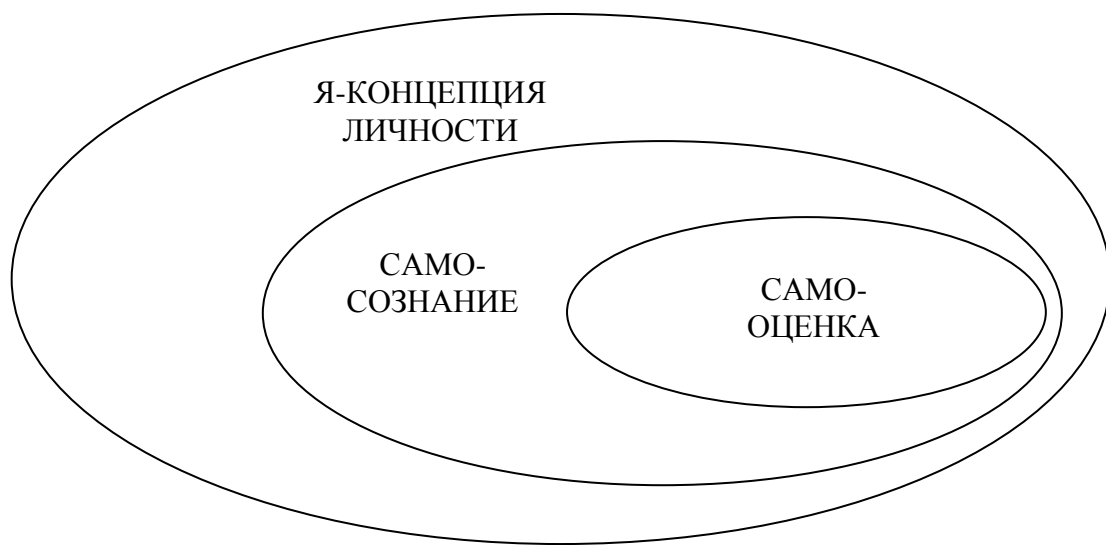 Я-КОНЦЕПЦИЯ
ЛИЧНОСТИ
САМО-
СОЗНАНИЕ
САМО-
ОЦЕНКА